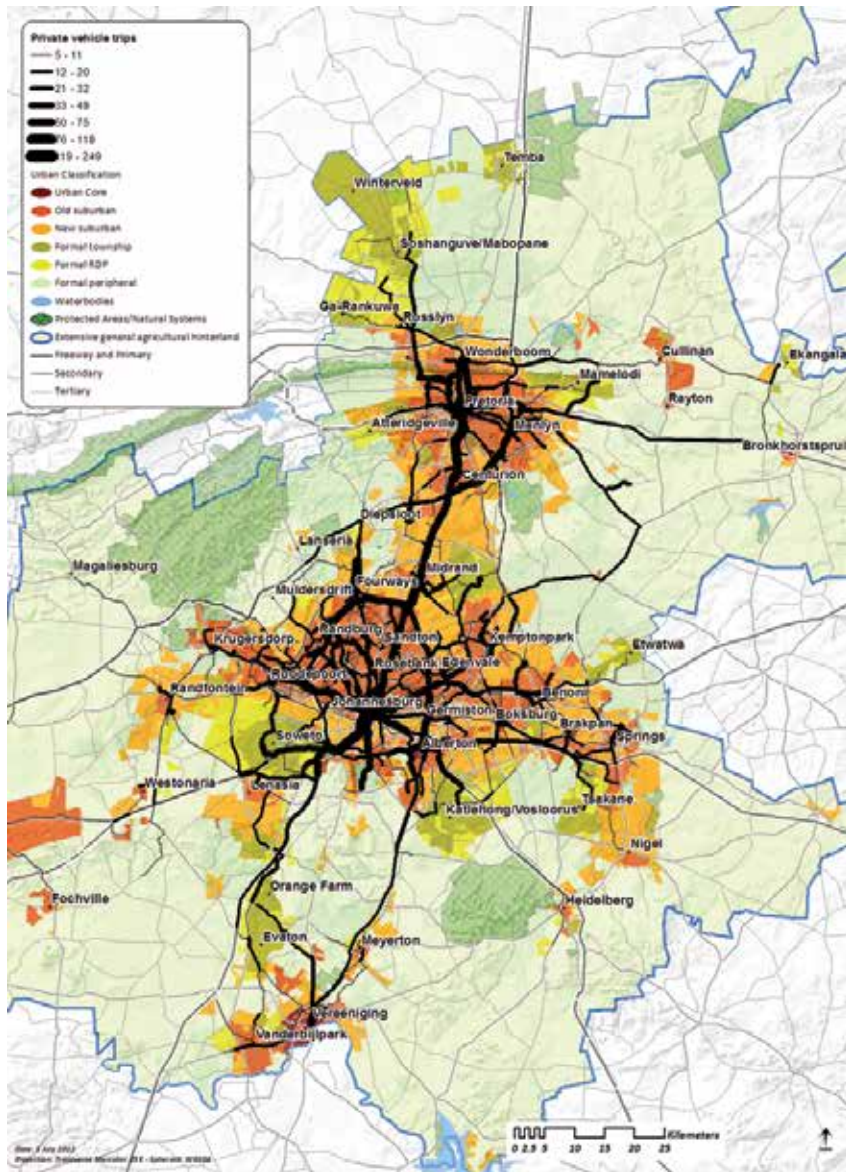 Private vehicle trips
5 - 11
12 - 20
21 - 32
33 - 49
50 - 75
76 - 118
119 - 249
Urban Classification
Urban Core
Old suburban
New suburban
Formal township
Formal RDP
Formal peripheral
Waterbodies
Protected Areas/Natural Systems
Extensive general agricultural hinterland
Freeway and Primary
Secondary
Tertiary
Temba
Winterveld
Soshanguve/Mabopane
Ga-Rankuwa
Rosslyn
Wonderboom
Cullinan
Ekangala
Mamelodi
Pretoria
Rayton
Atteridgeville
Menlyn
Bronkhorstspruit
Centurion
Diepsloot
Lanseria
Magaliesburg
Midrand
Fourways
Muldersdrift
Randburg
Sandton
Kemptonpark
Krugersdorp
Etwatwa
Rosebank
Edenvale
Roodepoort
Randfontein
Benoni
Johannesburg
Germiston
Boksburg
Brakpan
Soweto
Alberton
Springs
Westonaria
Lenasia
Katlehong/Vosloorus
Tsakane
Nigel
Orange Farm
Fochville
Heidelberg
Evaton
Meyerton
Vereeniging
Vanderbijlpark
Kilometers
0 2.5 5 10 15 20 25